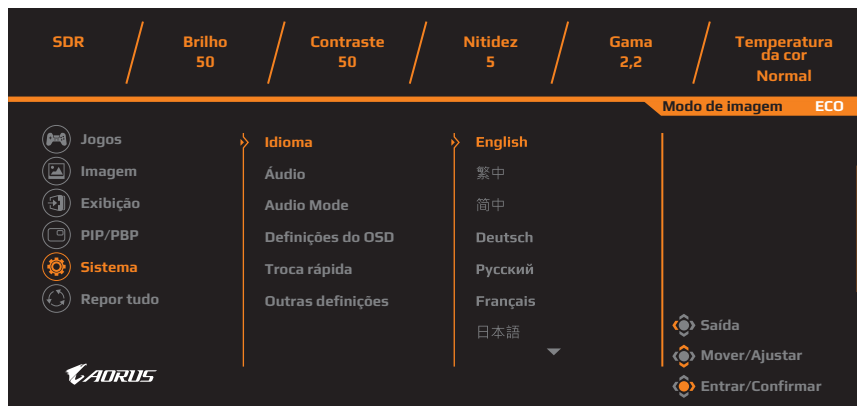 SDR
Brilho
50
Contraste
50
Nitidez
5
Gama
2,2
Temperatura
da cor
Normal
Modo de imagem ECO
Jogos
Imagem
Exibição
PIP/PBP
Sistema
Repor tudo
Idioma
Áudio
Audio Mode
Definições do OSD
Troca rápida
Outras definições
English
繁中
简中
Deutsch
Русский
Français
日本語
Saída
Mover/Ajustar
Entrar/Confirmar
AORUS